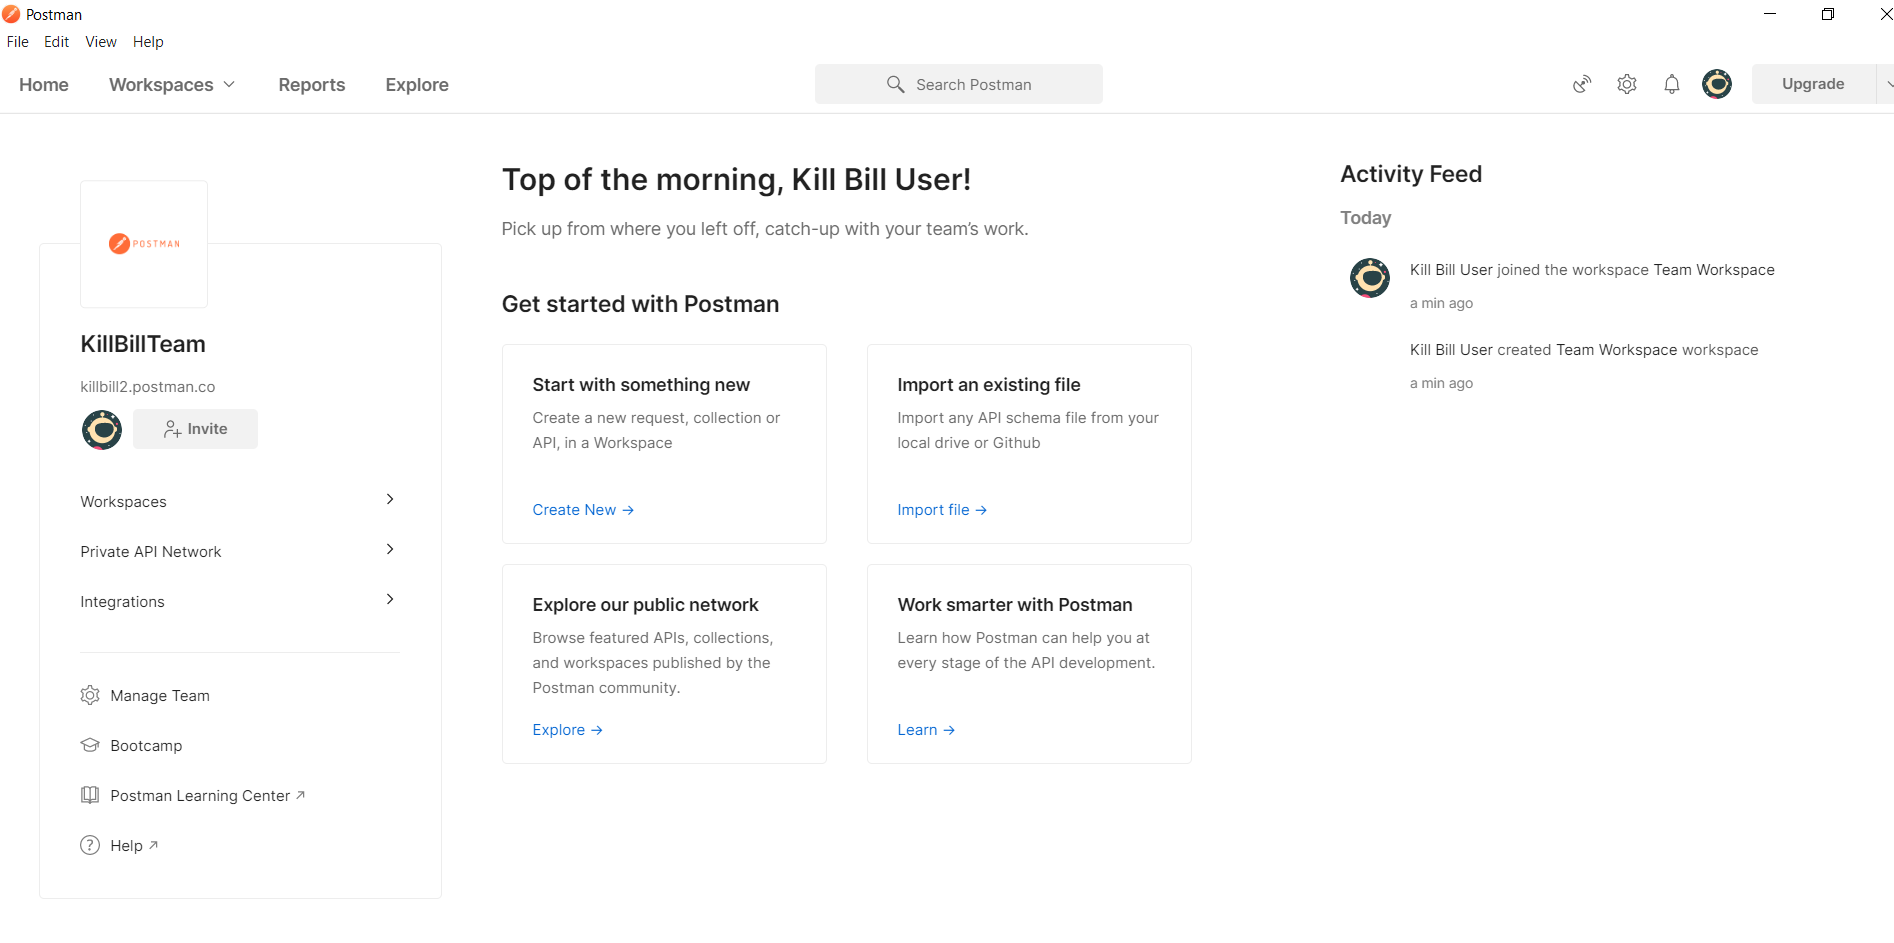 Postman
File Edit View Help
Home Workspaces Reports Explore
Search Postman
Upgrade
POSTMAN
KillBillTeam
killbill2.postman.co
Invite
Workspaces
Private API Network
Integrations
Manage Team
Bootcamp
Postman Learning Center
Help
Top of the morning, Kill Bill User!
Pick up from where you left off, catch-up with your team’s work.
Get started with Postman
Start with something new
Create a new request, collection or
API, in a Workspace
Create New →
Import an existing file
Import any API schema file from your
local drive or Github
Import file →
Explore our public network
Browse featured APIs, collections,
and workspaces published by the
Postman community.
Explore →
Work smarter with Postman
Learn how Postman can help you at
every stage of the API development.
Learn →
Activity Feed
Today
Kill Bill User joined the workspace Team Workspace
a min ago
Kill Bill User created Team Workspace workspace
a min ago